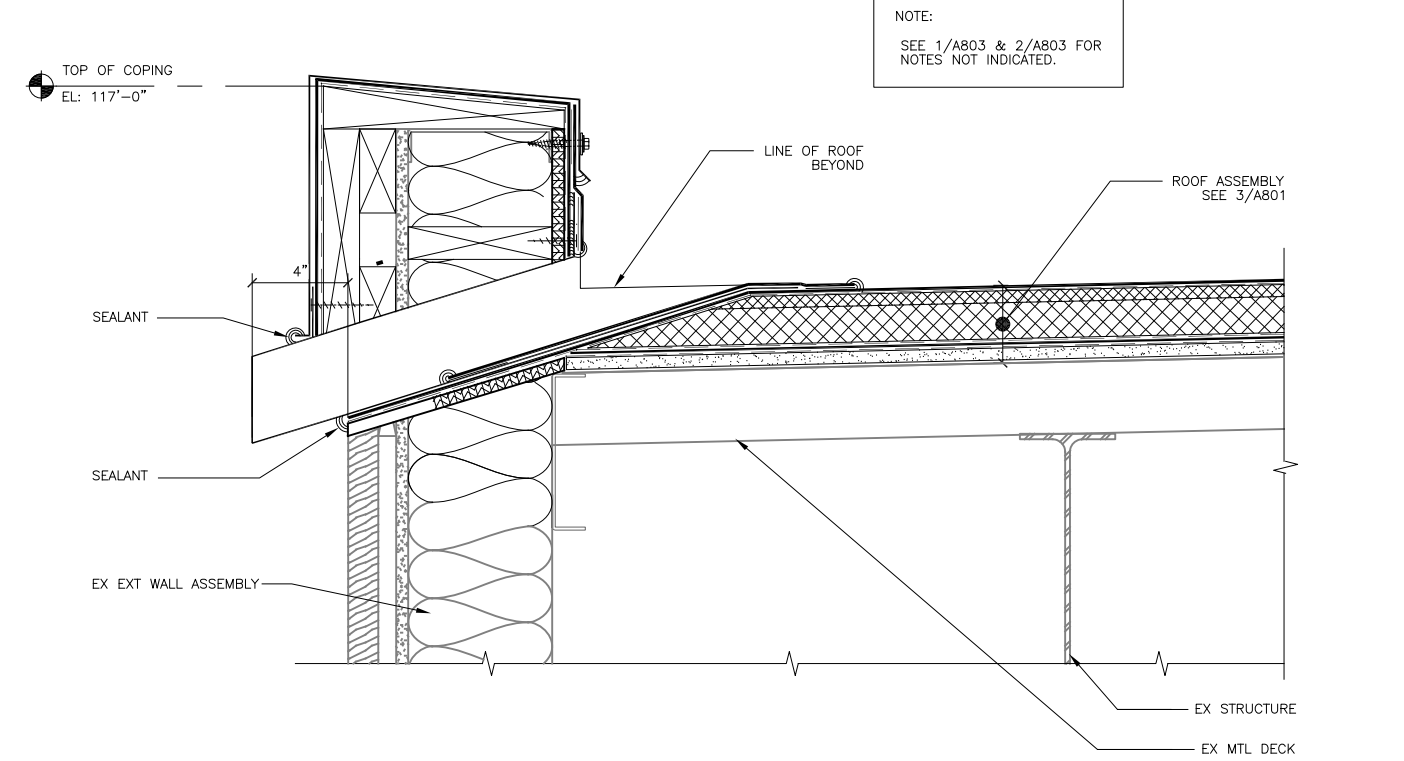 NOTE:
SEE 1/A803 & 2/A803 FOR
NOTES NOT INDICATED.
TOP OF COPING
EL: 117'-0"
LINE OF ROOF
BEYOND
ROOF ASSEMBLY
SEE 3/A801
4"
SEALANT
SEALANT
EX EXT WALL ASSEMBLY
EX STRUCTURE
EX MTL DECK